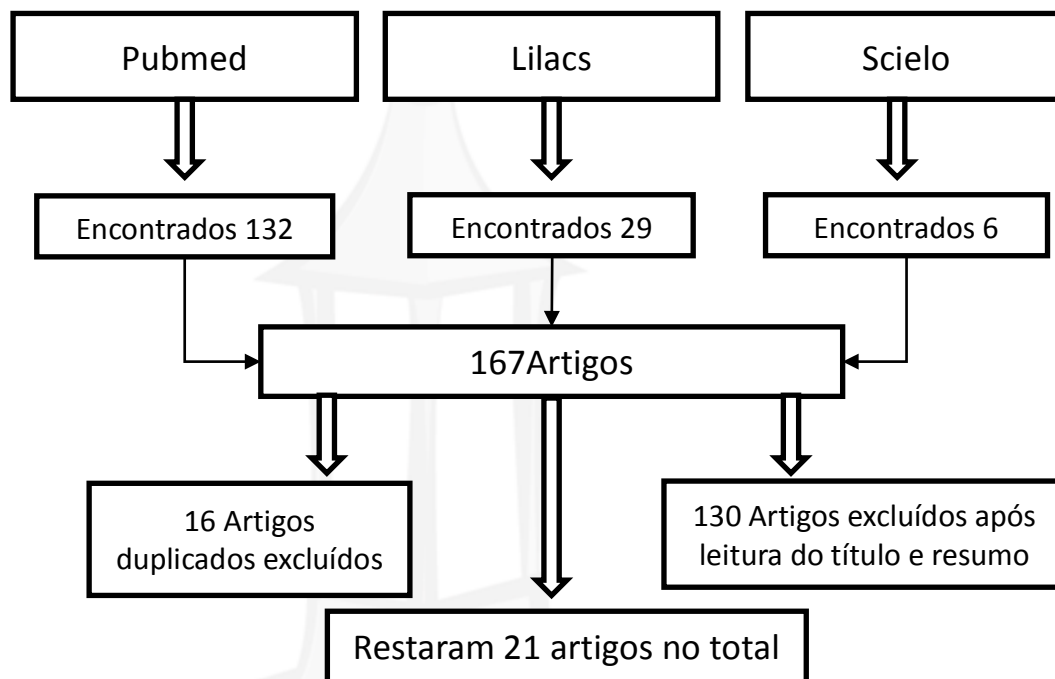 Pubmed
Lilacs
Scielo
Encontrados 132
Encontrados 29
Encontrados 6
167Artigos
16 Artigos
duplicados excluídos
130 Artigos excluídos após
leitura do título e resumo
Restaram 21 artigos no total